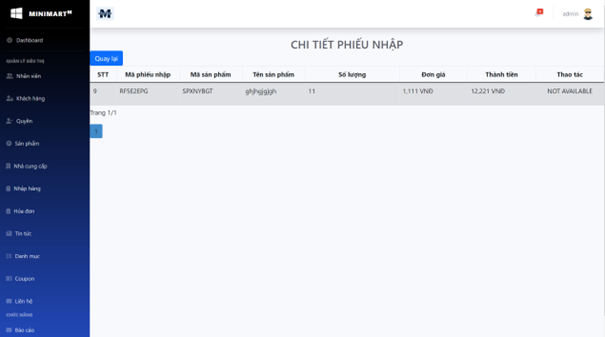 MINIMART
M
admin
Dashboard
QUẢN LÝ SIÊU THỊ
Nhân viên
Khách hàng
Quyền
Sản phẩm
Nhà cung cấp
Nhập hàng
Hóa đơn
Tin tức
Danh mục
Coupon
Liên hệ
CHỨC NĂNG
Báo cáo
CHI TIẾT PHIẾU NHẬP
Quay lại
STT Mã phiếu nhập Mã sản phẩm Tên sản phẩm Số lượng Đơn giá Thành tiền Thao tác
9 RFSE2EPG SPXNYBGT ghjhgjgjgh 11 1,111 VNĐ 12,221 VNĐ NOT AVAILABLE
Trang 1/1
1